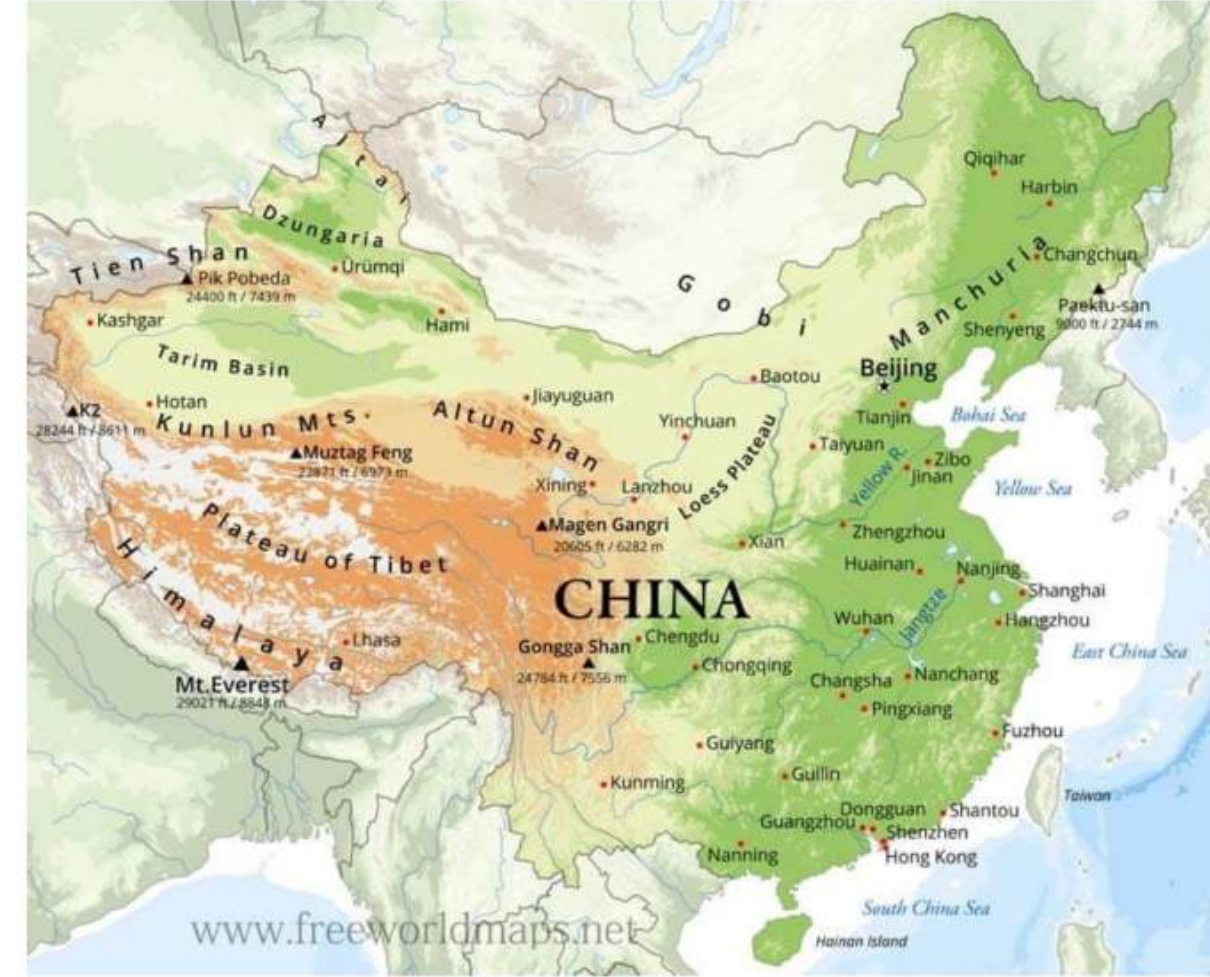 Altai
Qiqihar
Harbin
Dzungaria
Tien Shan
Manchuria
Changchun
Ürümqi
Pik Pobeda
24400 ft / 7439 m
Gobi
Paektu-san
9000 ft / 2744 m
Kashgar
Hami
Shenyeng
Tarim Basin
Beijing
Baotou
Jiayuguan
Hotan
K2
28244 ft / 8611 m
Kunlun Mts.
Altun Shan
Tianjin
Bohai Sea
Yinchuan
Loess Plateau
Taiyuan
Muztag Feng
22871 ft / 6973 m
Yellow R.
Zibo
Jinan
Xining
Lanzhou
Yellow Sea
Plateau of Tibet
Magen Gangri
20605 ft / 6282 m
Xian
Zhengzhou
Himalaya
Huainan
Nanjing
CHINA
Shanghai
Jangtze
Wuhan
Hangzhou
Lhasa
Gongga Shan
24784 ft / 7556 m
Chengdu
Chongqing
East China Sea
Mt.Everest
29021 ft / 8848 m
Changsha
Nanchang
Pingxiang
Guiyang
Fuzhou
Kunming
Guilin
Taiwan
Dongguan
Shantou
Guangzhou
Shenzhen
Nanning
Hong Kong
South China Sea
www.freeworldmaps.net
Hainan Island